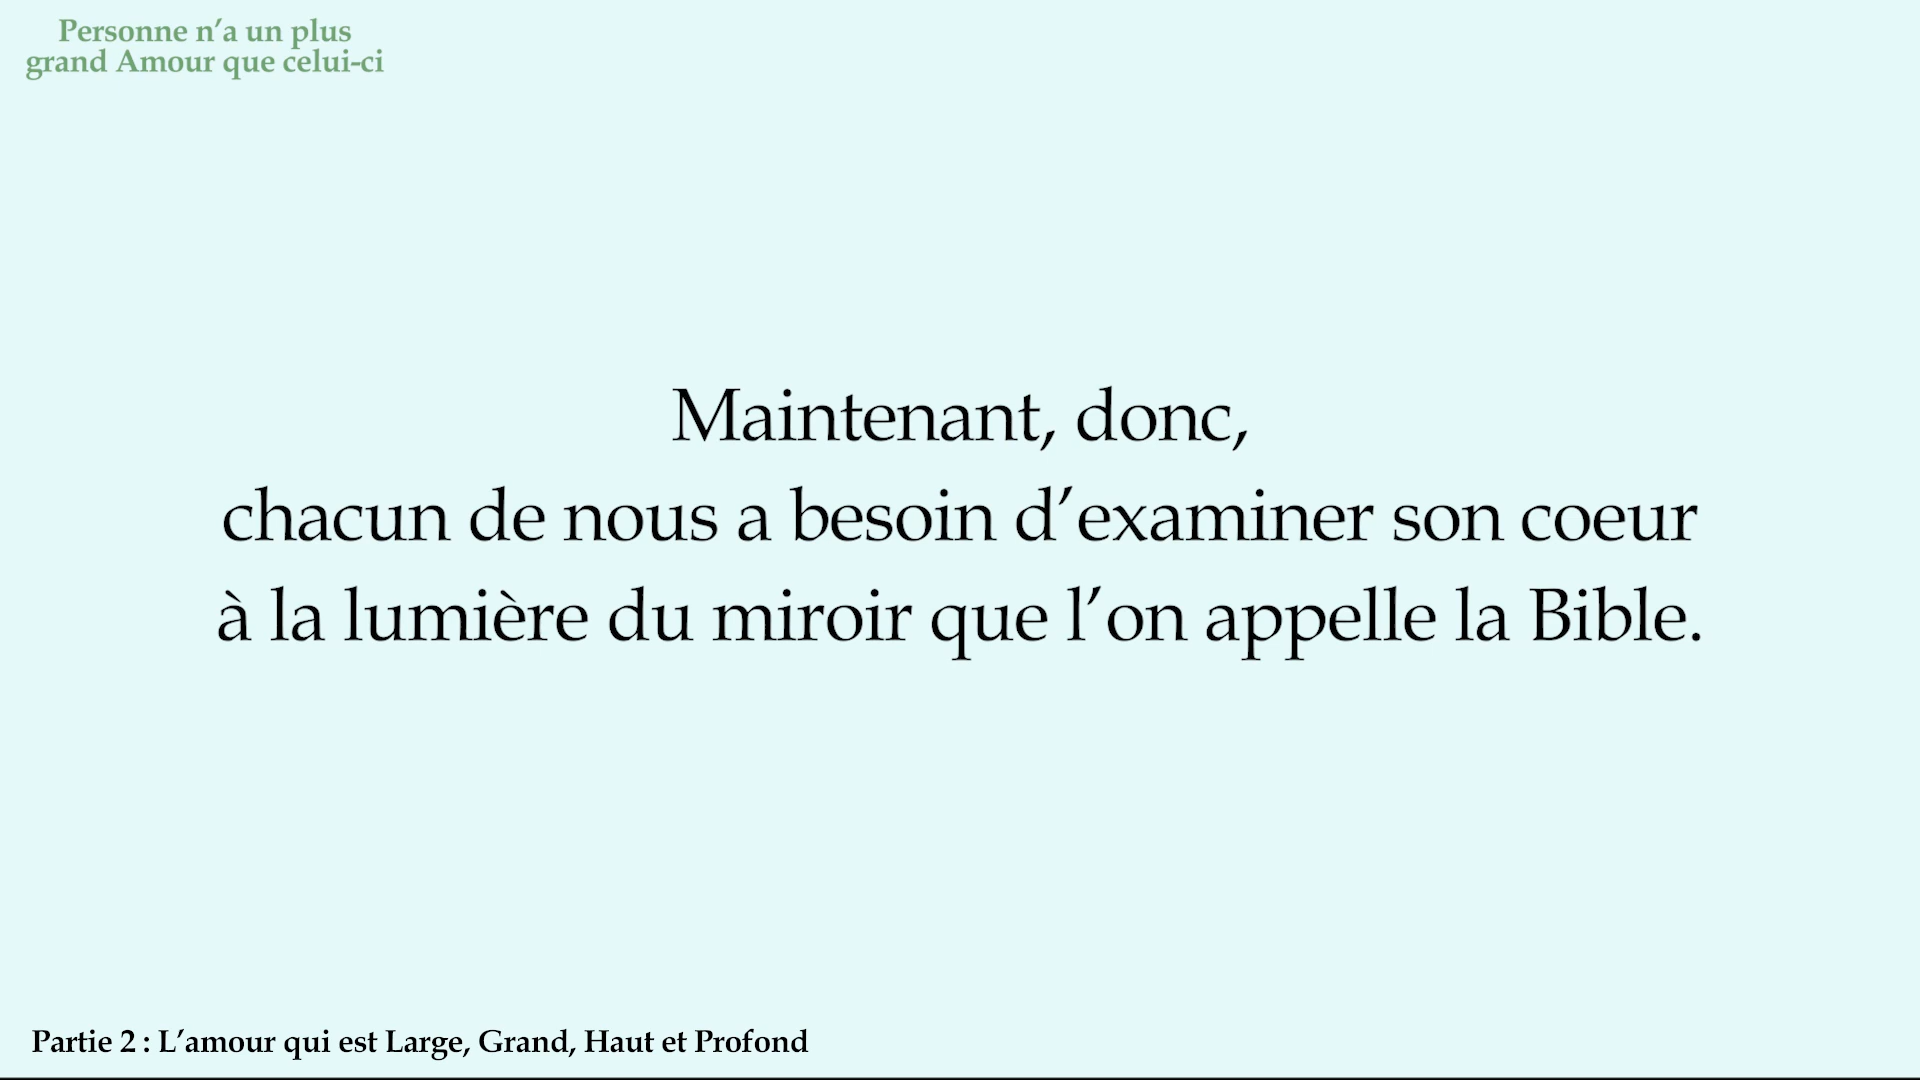 Personne n’a un plus
grand Amour que celui-ci
Maintenant, donc,
chacun de nous a besoin d’examiner son coeur
à la lumière du miroir que l’on appelle la Bible.
Partie 2 : L’amour qui est Large, Grand, Haut et Profond